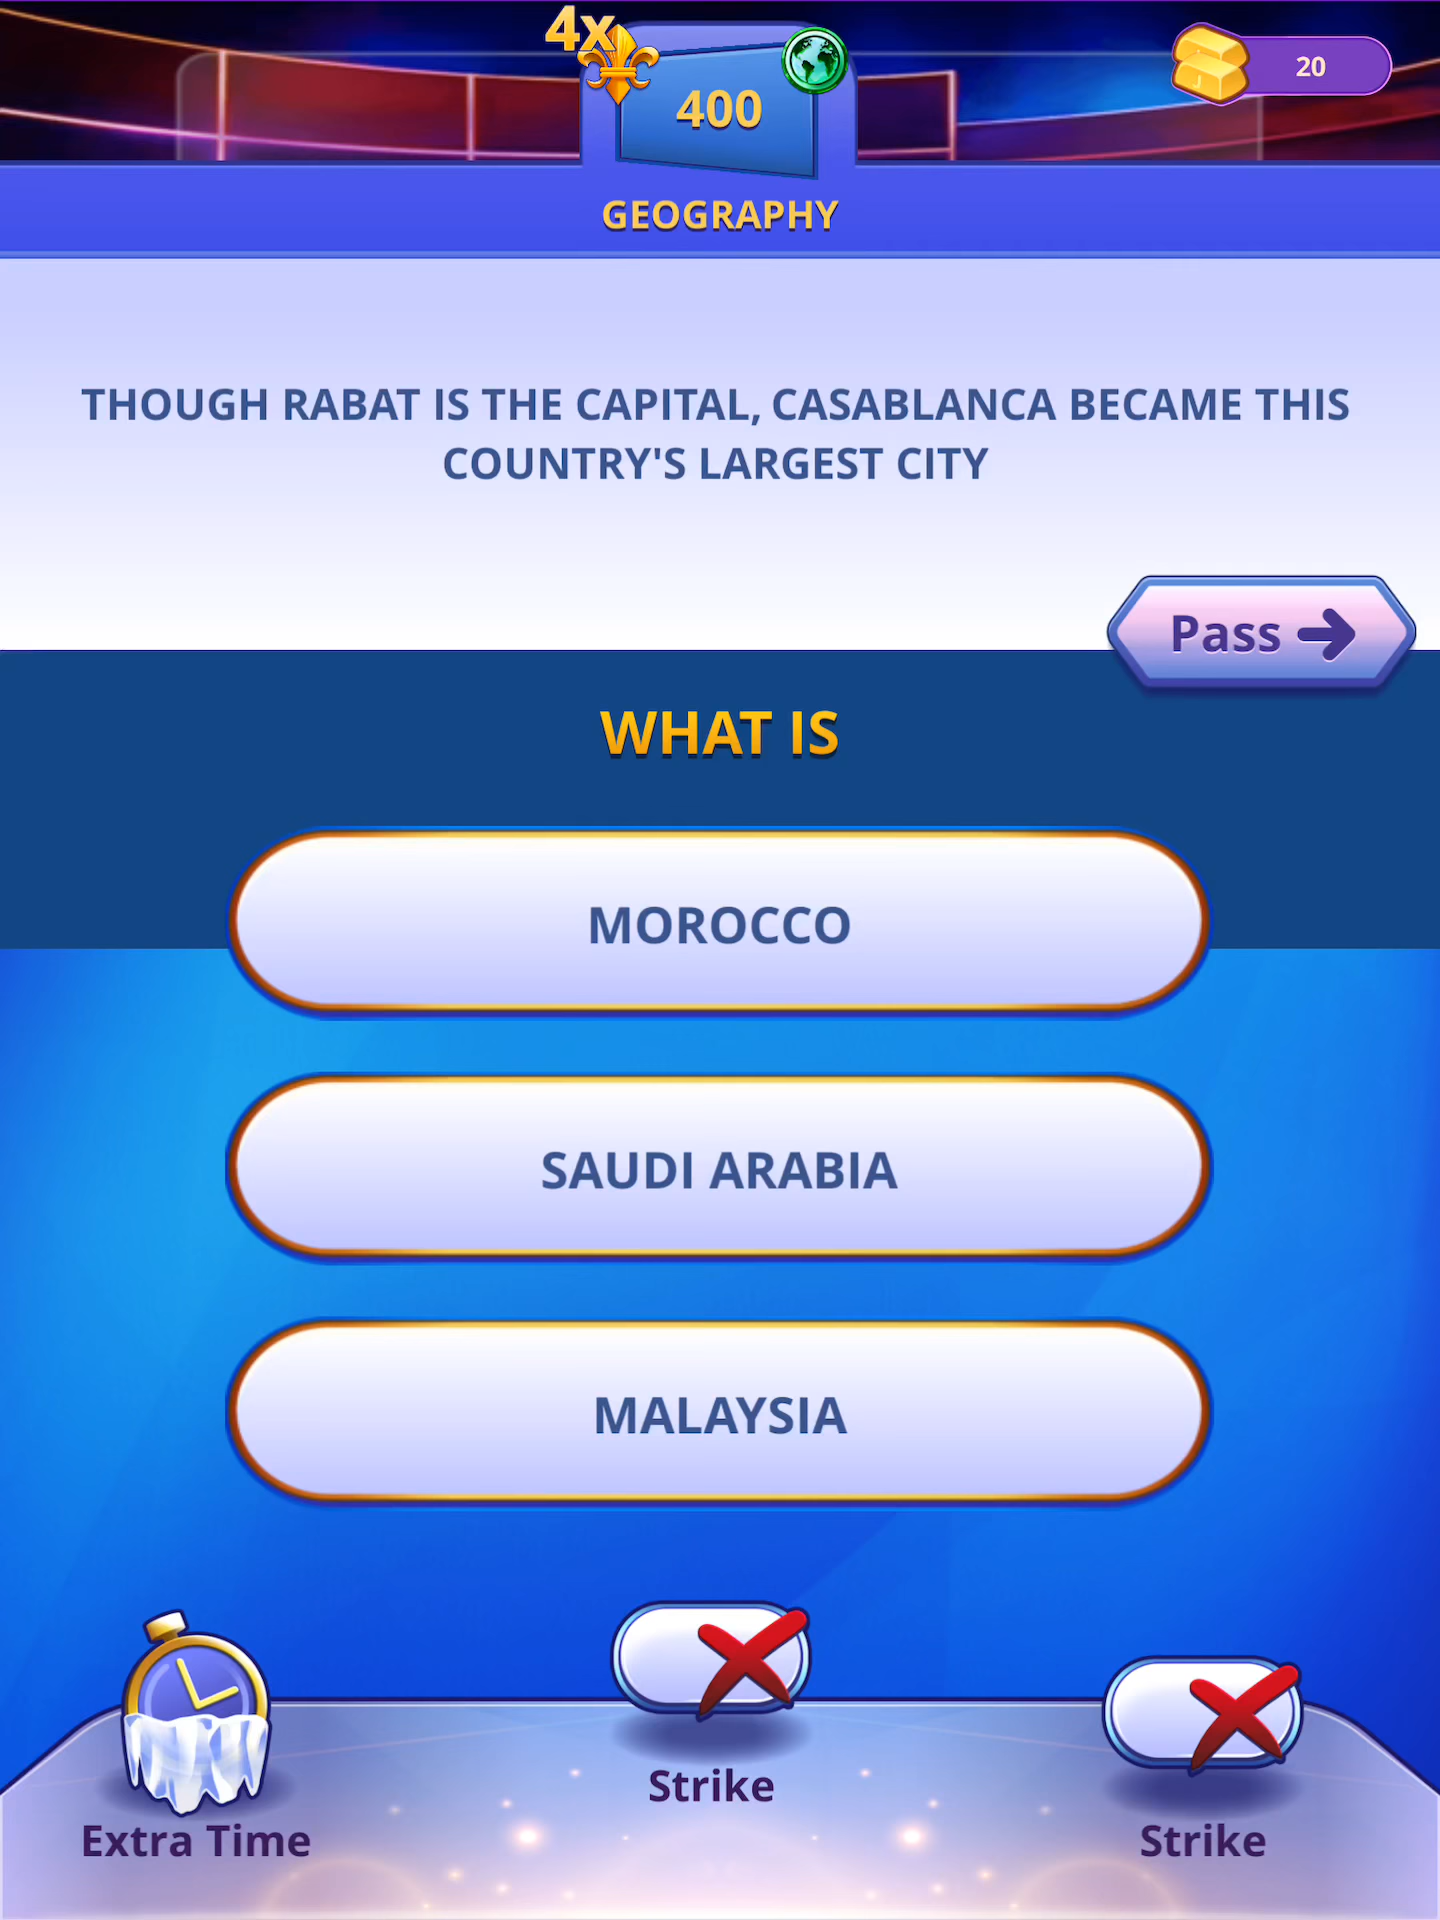 4x
400
20
GEOGRAPHY
THOUGH RABAT IS THE CAPITAL, CASABLANCA BECAME THIS
COUNTRY'S LARGEST CITY
Pass
WHAT IS
MOROCCO
SAUDI ARABIA
MALAYSIA
Strike
Extra Time
Strike